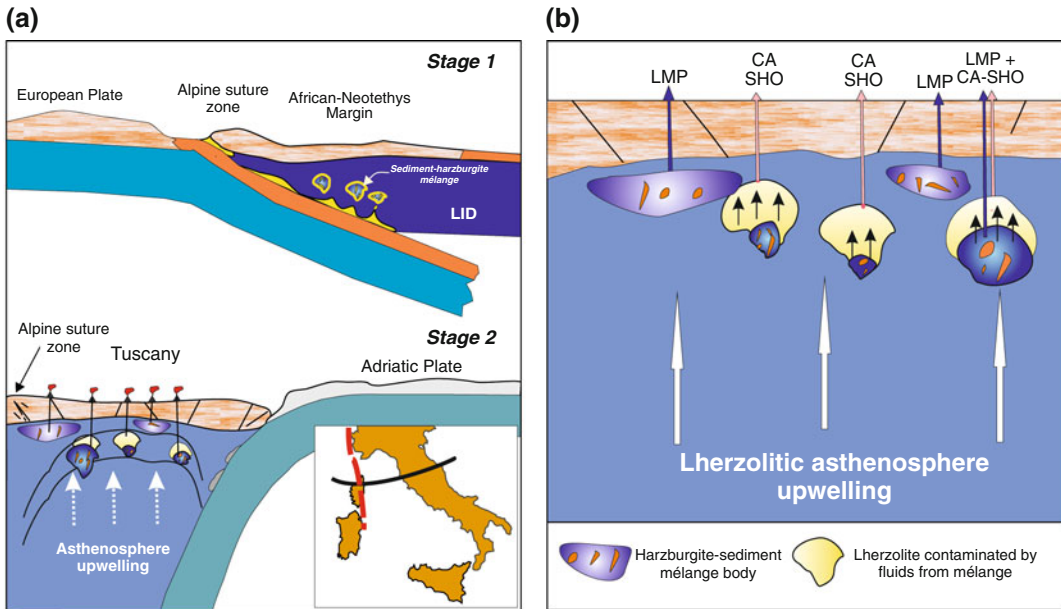 (a)
Stage 1
European Plate
Alpine suture
zone
African-Neotethys
Margin
Sediment-harzburgite
mélange
LID
Stage 2
Alpine suture
zone
Tuscany
Adriatic Plate
Asthenosphere
upwelling
(b)
LMP
CA
SHO
CA
SHO
LMP
LMP +
CA-SHO
Lherzolitic asthenosphere
upwelling
Harzburgite-sediment
mélange body
Lherzolite contaminated by
fluids from mélange